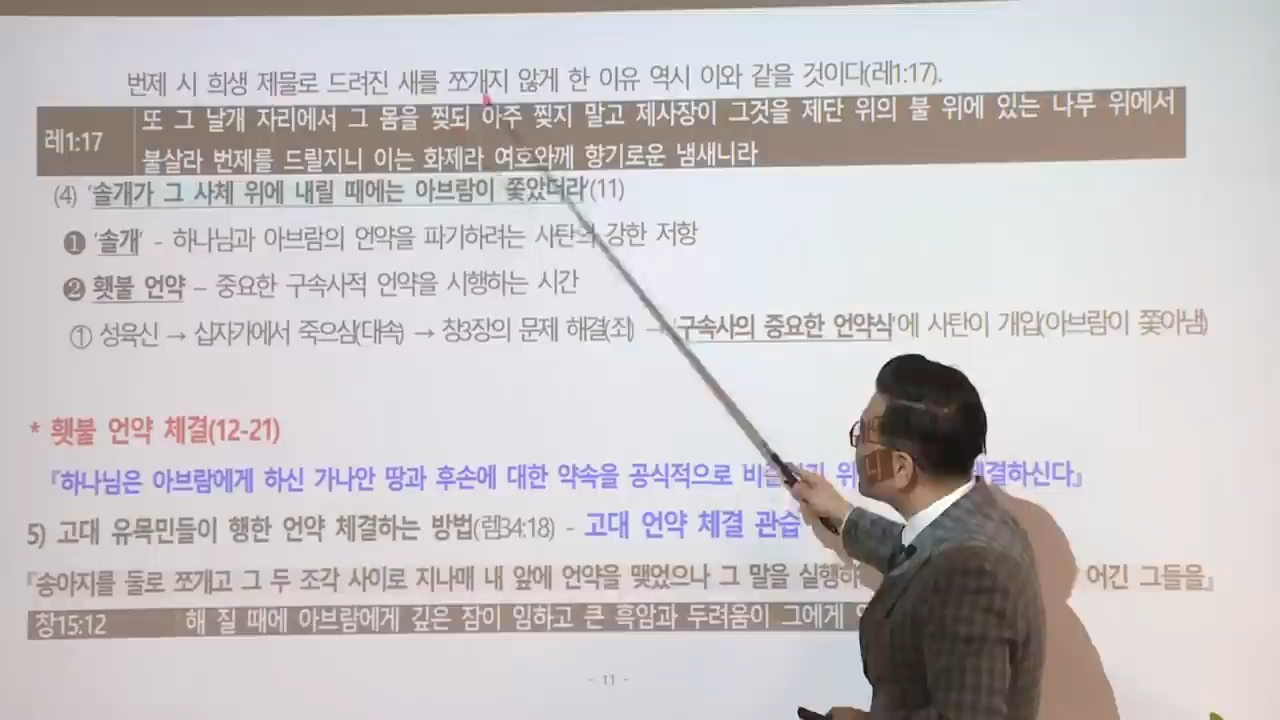 번제 시 희생 제물로 드려진 새를 쪼개지 않게 한 이유 역시 이와 같을 것이다(레1:17).
레1:17 또 그 날개 자리에서 그 몸을 찢되 아주 찢지 말고 제사장이 그것을 제단 위의 불 위에 있는 나무 위에서
불살라 번제를 드릴지니 이는 화제라 여호와께 향기로운 냄새니라
(4) '솔개가 그 사체 위에 내릴 때에는 아브람이 쫓았더라'(11)
❶ '솔개' - 하나님과 아브람의 언약을 파기하려는 사탄의 강한 저항
❷ 횃불 언약 – 중요한 구속사적 언약을 시행하는 시간
① 성육신 → 십자가에서 죽으심(대속) → 창3장의 문제 해결(죄) → '구속사의 중요한 언약식'에 사탄이 개입(아브람이 쫓아냄)
* 횃불 언약 체결(12-21)
『하나님은 아브람에게 하신 가나안 땅과 후손에 대한 약속을 공식적으로 체결하신다』
5) 고대 유목민들이 행한 언약 체결하는 방법(렘34:18) - 고대 언약 체결 관습
『송아지를 둘로 쪼개고 그 두 조각 사이로 지나매 내 앞에 언약을 맺었으나 그 말을 어긴 그들을』
창15:12 해 질 때에 아브람에게 깊은 잠이 임하고 큰 흑암과 두려움이 그에게
- 11 -